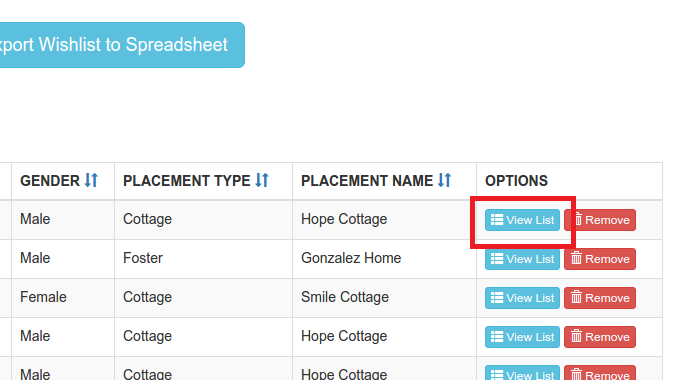 xport Wishlist to Spreadsheet
GENDER PLACEMENT TYPE PLACEMENT NAME OPTIONS
Male Cottage Hope Cottage View List Remove
Male Foster Gonzalez Home View List Remove
Female Cottage Smile Cottage View List Remove
Male Cottage Hope Cottage View List Remove
Male Cottage Hope Cottage View List Remove